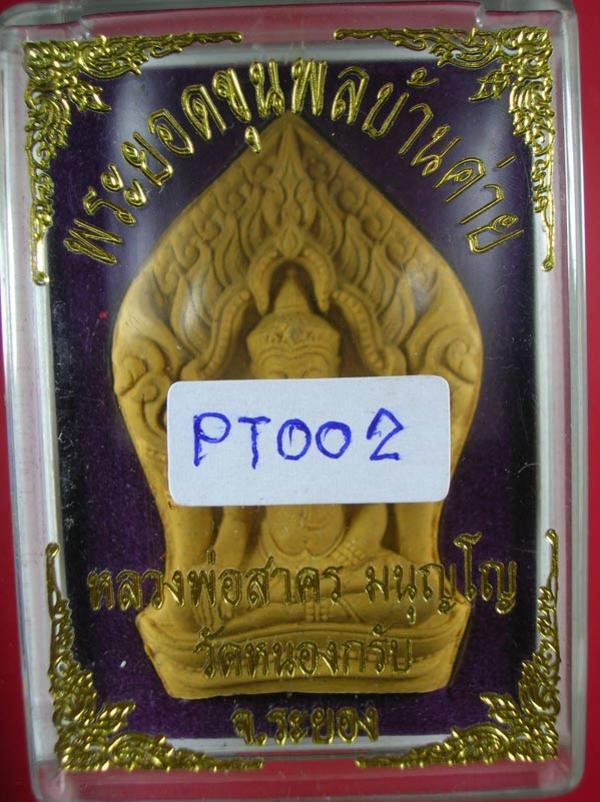 พระยอดขุนพลบ้านค่าย
PT002
หลวงพ่อสาคร มนุญโญ
วัดหนองกรับ
จ.ระยอง